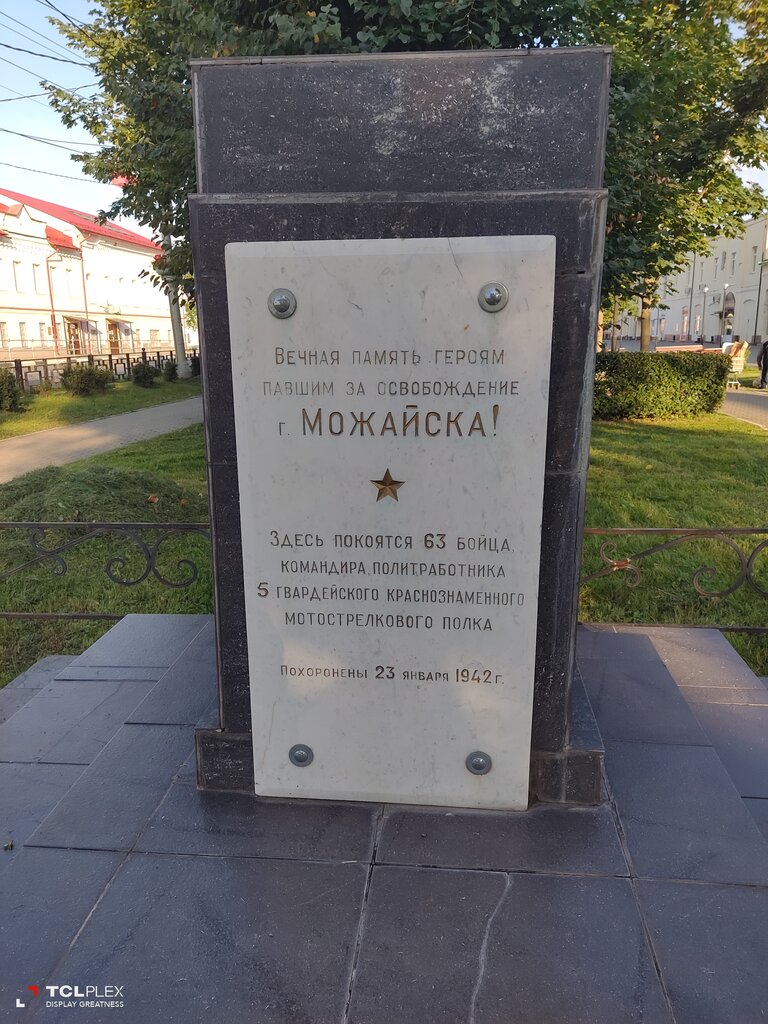 Вечная память героям
павшим за освобождение
г. Можайска!
Здесь покоятся 63 бойца,
командира, политработника
5 гвардейского краснознаменного
мотострелкового полка
Похоронены 23 января 1942 г.
TCLPLEX
DISPLAY GREATNESS